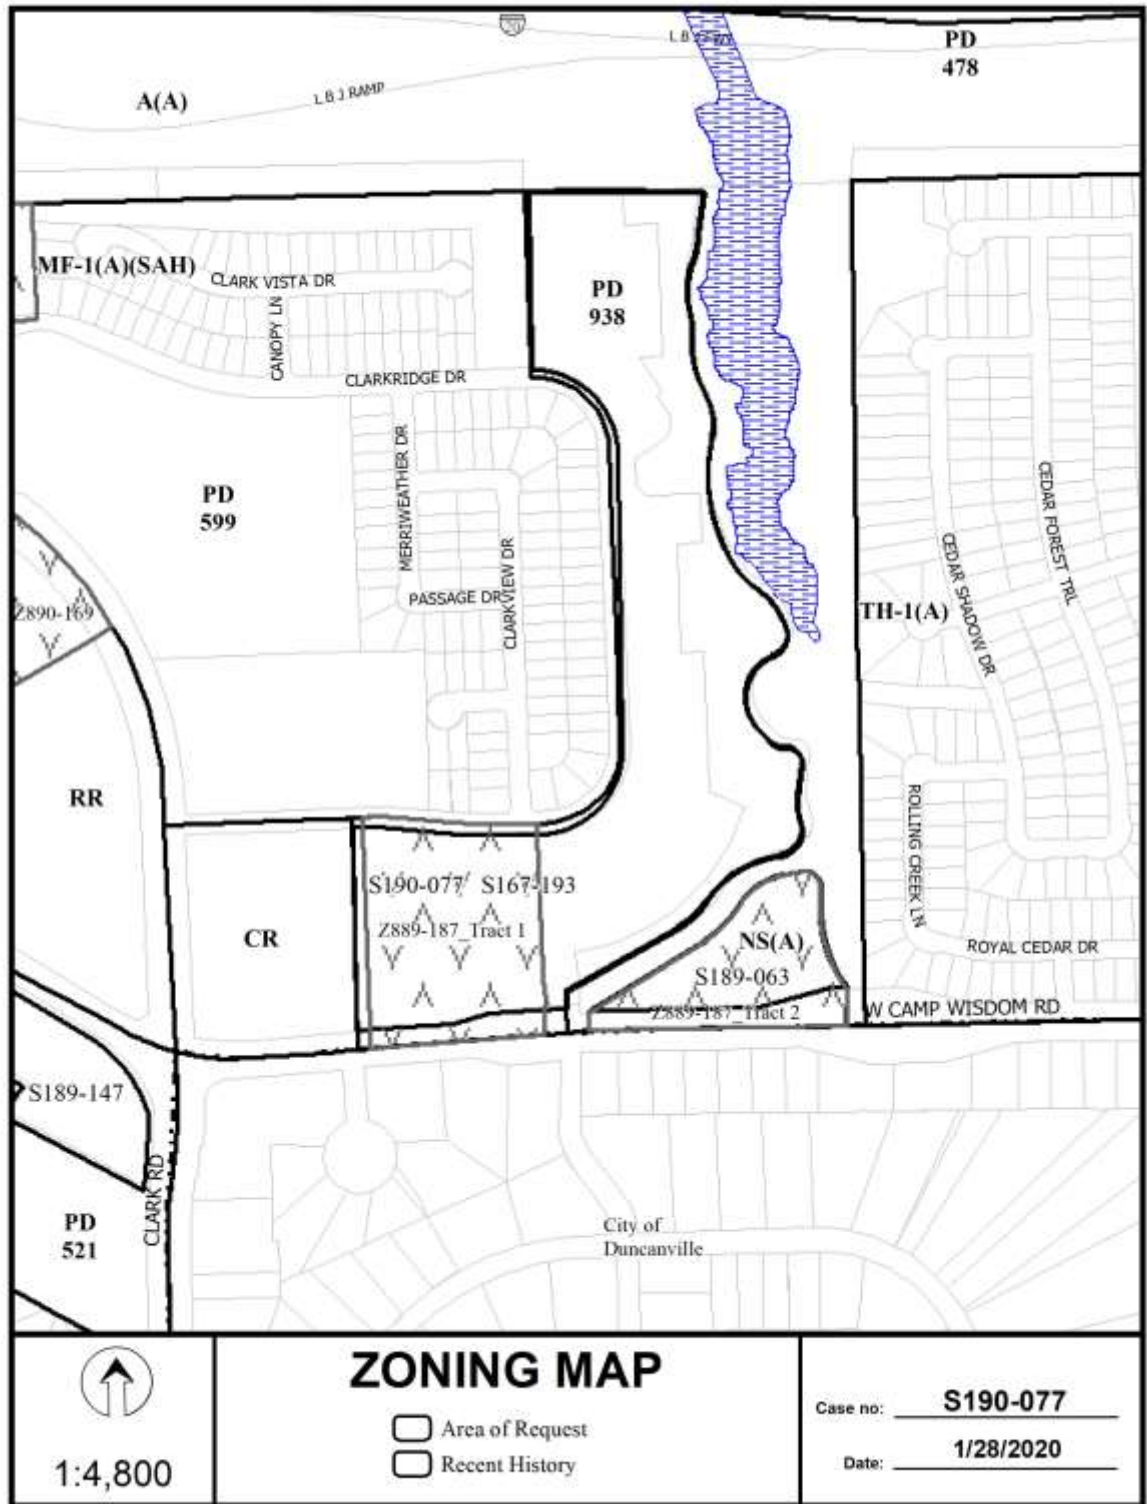 20
L B J FWY
PD
478
A(A)
L B J RAMP
MF-1(A)(SAH)
CLARK VISTA DR
CANOPY LN
PD
938
CLARKRIDGE DR
MERRIWEATHER DR
PD
599
CEDAR FOREST TRL
CLARKVIEW DR
CEDAR SHADOW DR
PASSAGE DR
Z890-169
TH-1(A)
RR
ROLLING CREEK LN
S190-077
S167-193
CR
Z889-187_Tract 1
NS(A)
ROYAL CEDAR DR
S189-063
Z889-187_Tract 2
W CAMP WISDOM RD
S189-147
CLARK RD
PD
521
City of
Duncanville
ZONING MAP
Area of Request
Recent History
1:4,800
Case no: S190-077
Date: 1/28/2020